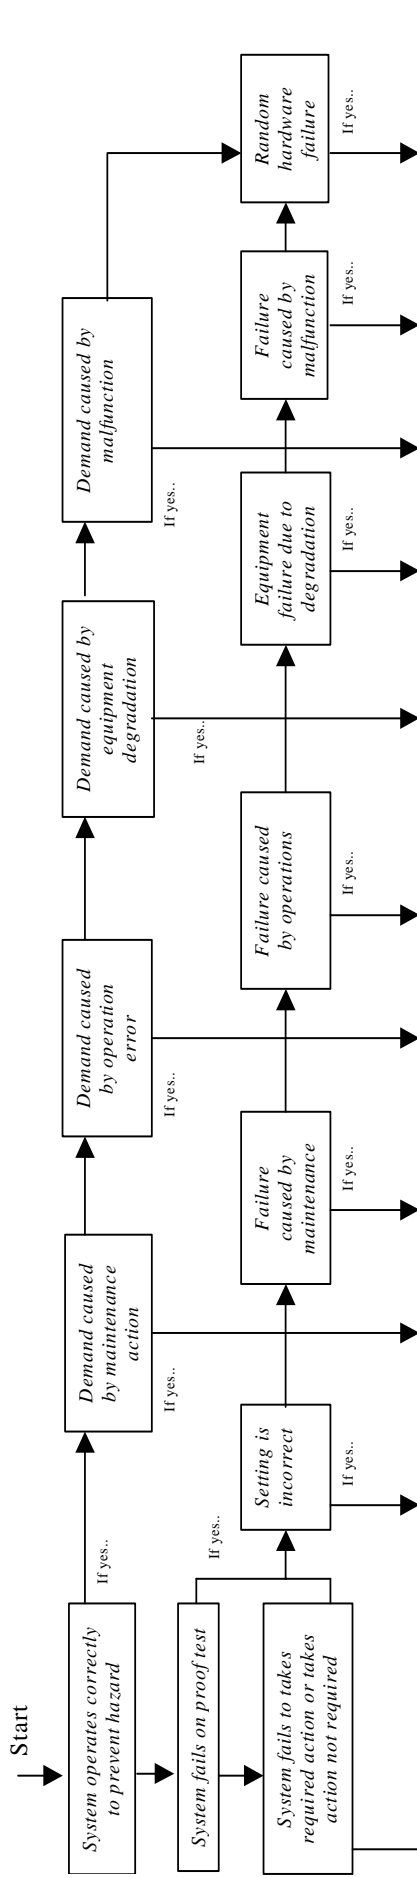 Start
System operates correctly
to prevent hazard
If yes..
Demand caused
by maintenance
action
If yes..
Demand caused
by operation
error
If yes..
Demand caused by
equipment
degradation
If yes..
Demand caused by
malfunction
If yes..
System fails on proof test
If yes..
System fails to takes
required action or takes
action not required
Setting is
incorrect
If yes..
Failure
caused by
maintenance
If yes..
Failure caused
by operations
If yes..
Equipment
failure due to
degradation
If yes..
Failure
caused by
malfunction
If yes..
Random
hardware
failure
If yes..